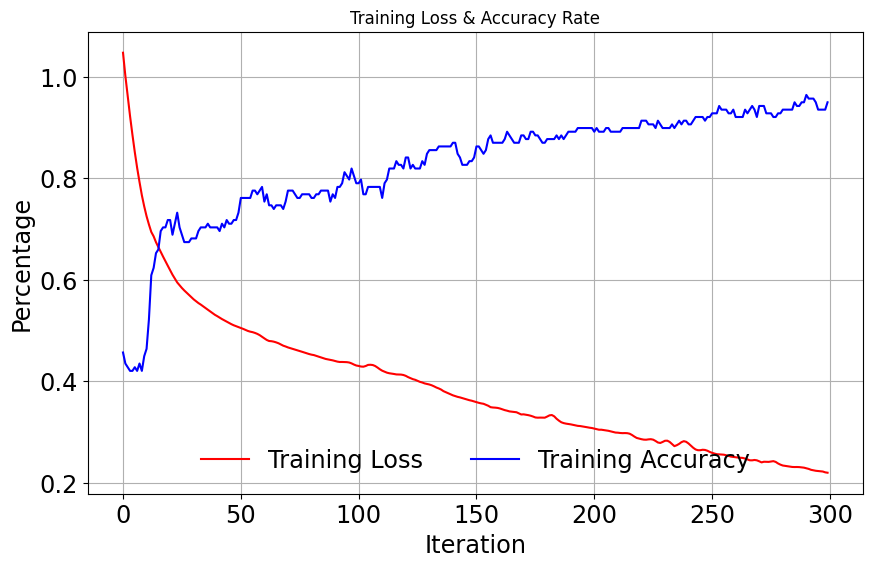 Training Loss & Accuracy Rate
Percentage
1.0
0.8
0.6
0.4
0.2
Training Loss
Training Accuracy
0 50 100 150 200 250 300
Iteration